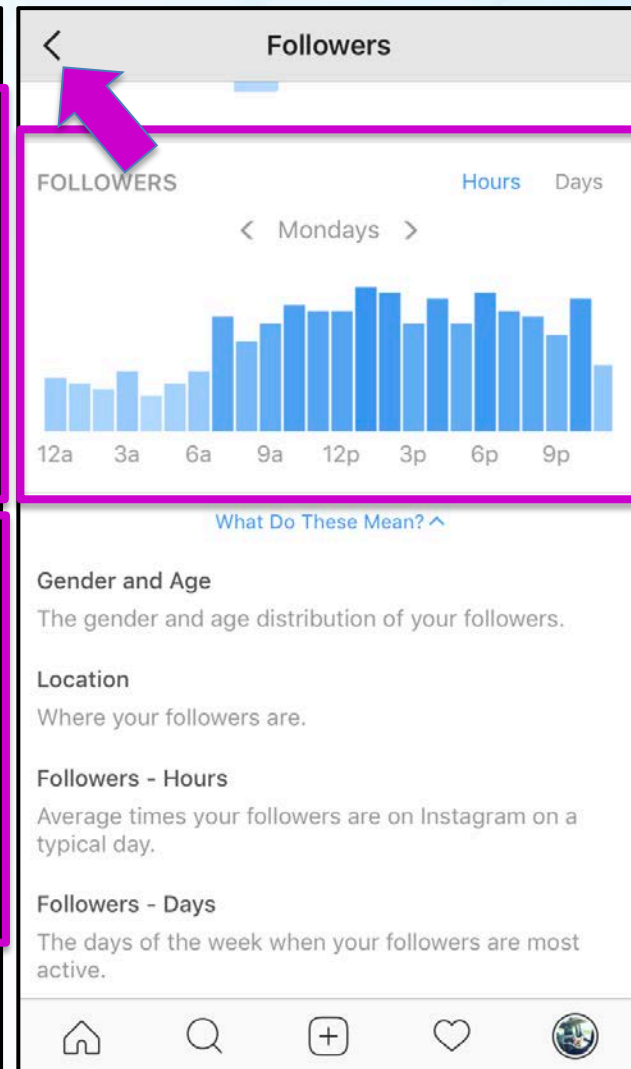 Followers
FOLLOWERS
Hours Days
< Mondays >
12a 3a 6a 9a 12p 3p 6p 9p
What Do These Mean?
Gender and Age
The gender and age distribution of your followers.
Location
Where your followers are.
Followers - Hours
Average times your followers are on Instagram on a
typical day.
Followers - Days
The days of the week when your followers are most
active.